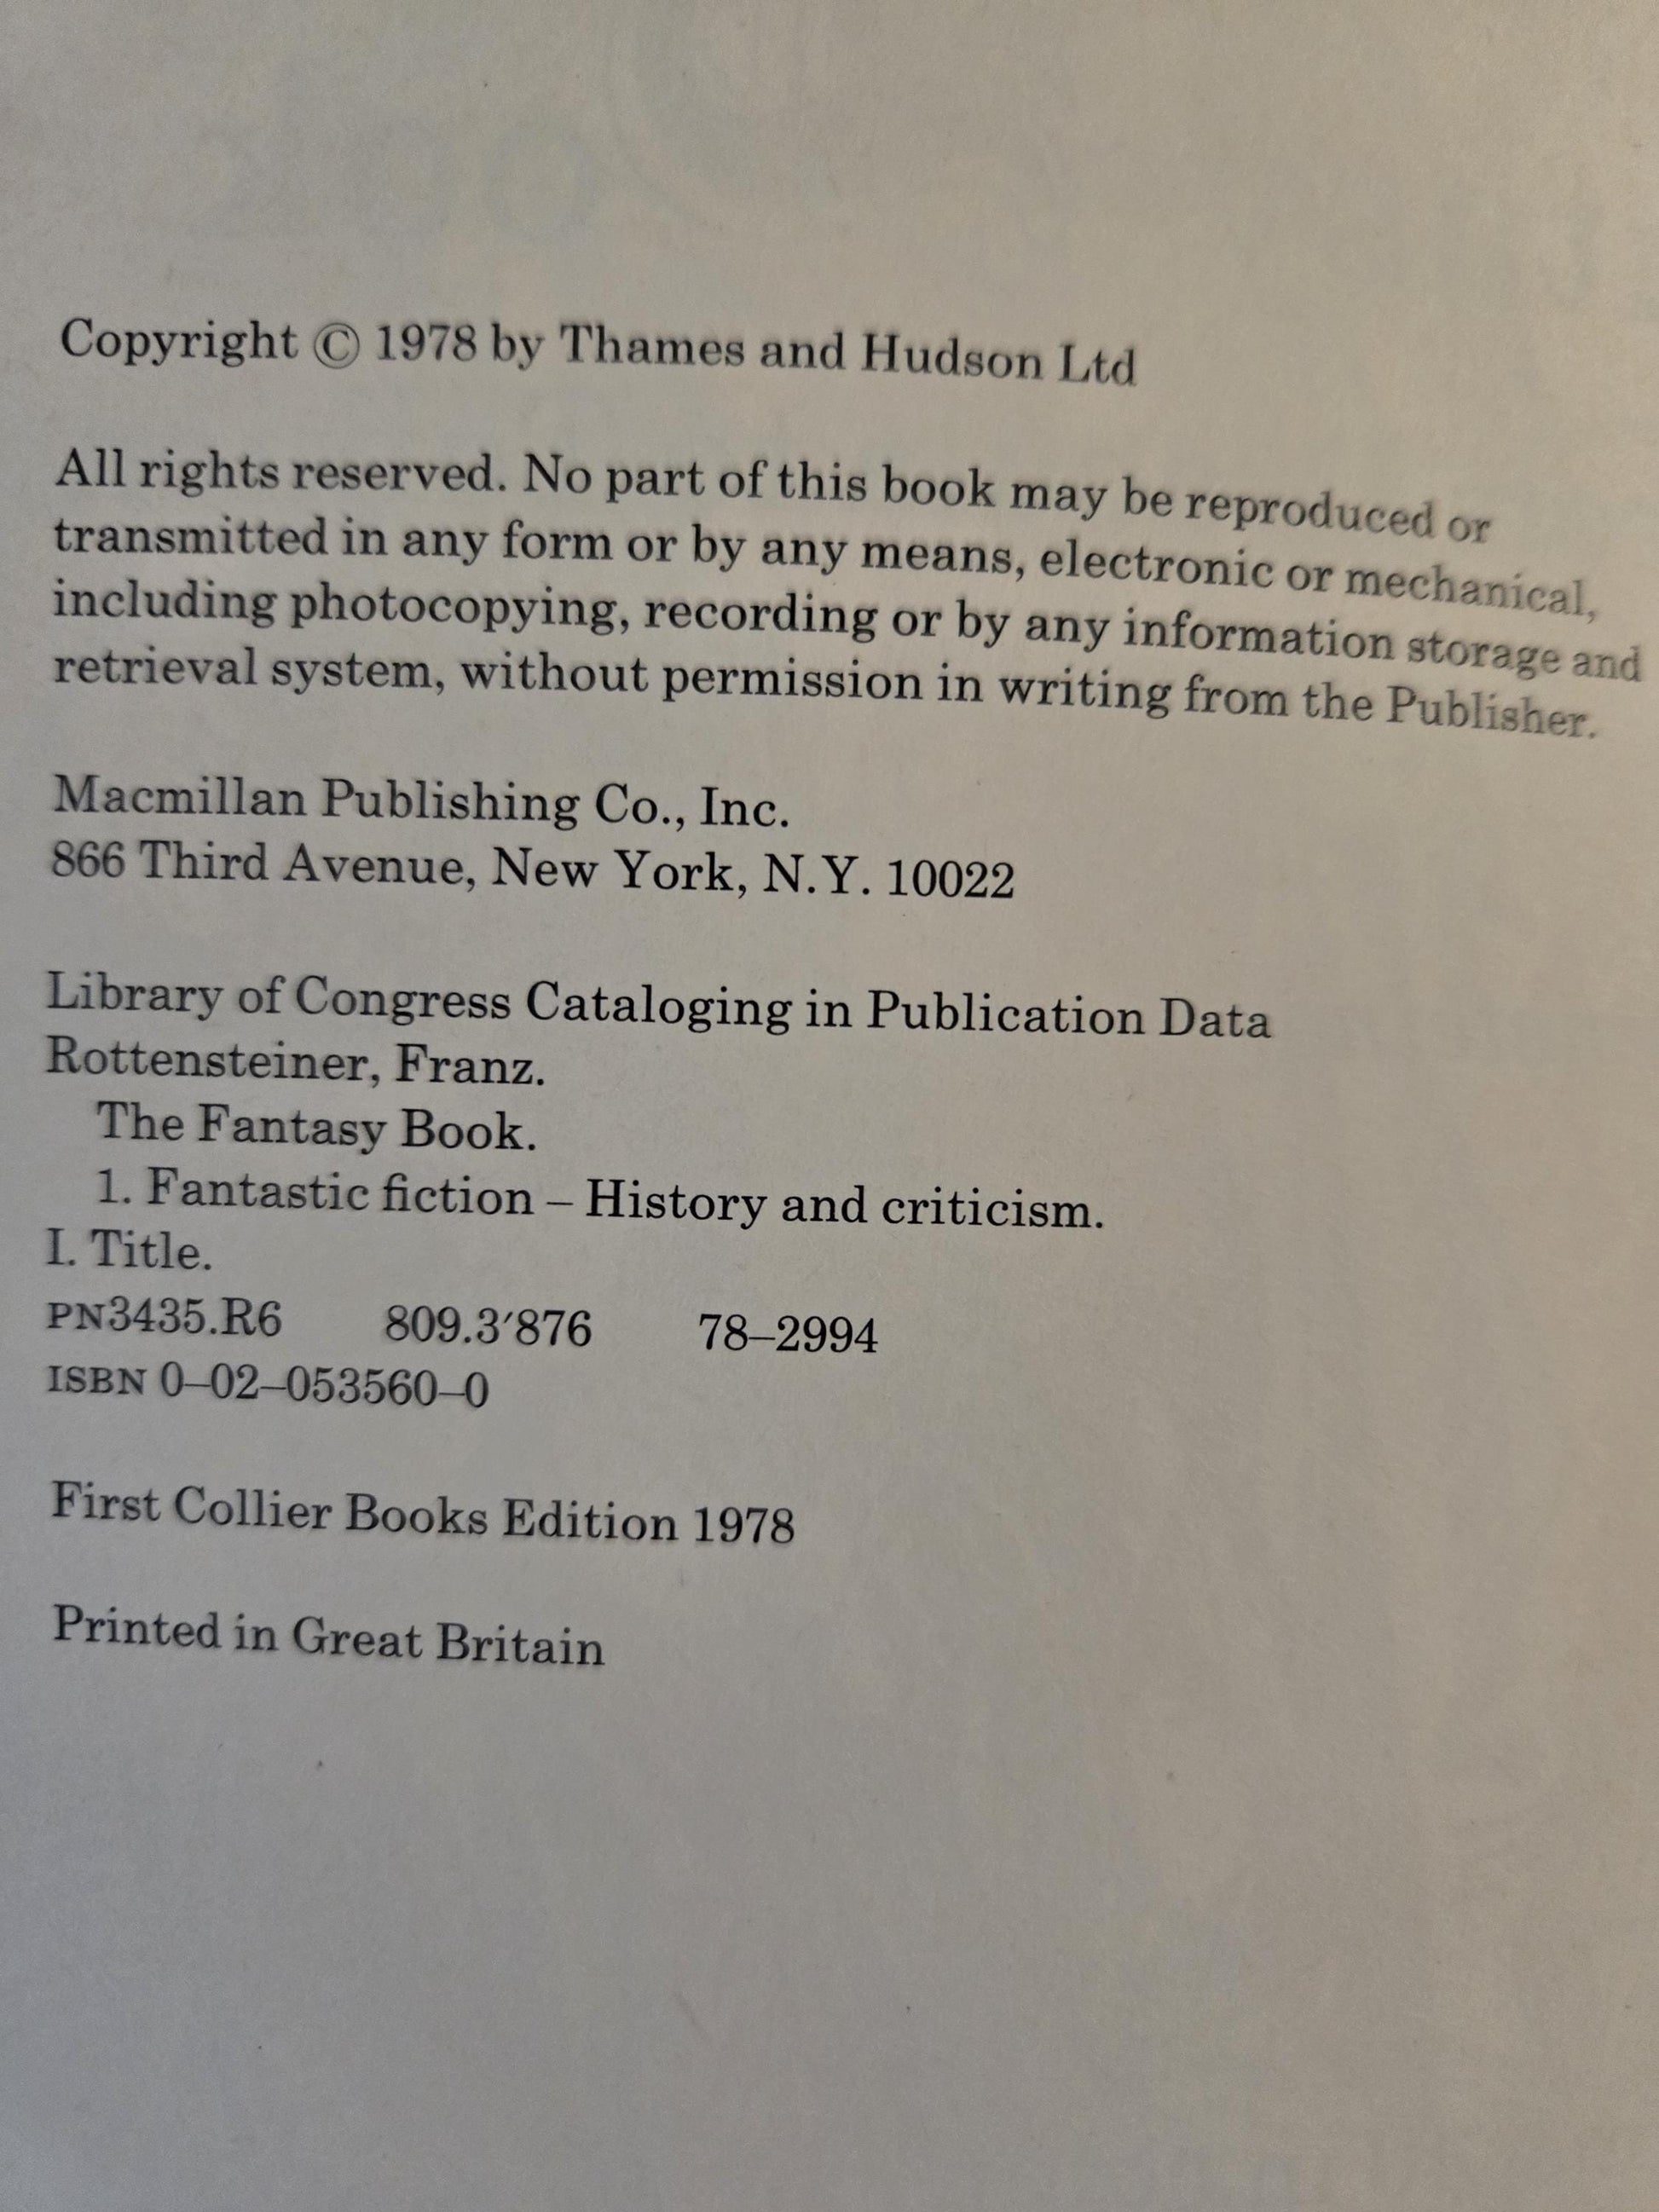 Copyright © 1978 by Thames and Hudson Ltd
All rights reserved. No part of this book may be reproduced or
transmitted in any form or by any means, electronic or mechanical,
including photocopying, recording or by any information storage and
retrieval system, without permission in writing from the Publisher.
Macmillan Publishing Co., Inc.
866 Third Avenue, New York, N.Y. 10022
Library of Congress Cataloging in Publication Data
Rottensteiner, Franz.
The Fantasy Book.
1. Fantastic fiction – History and criticism.
I. Title.
PN3435.R6 809.3′876 78–2994
ISBN 0–02–053560–0
First Collier Books Edition 1978
Printed in Great Britain